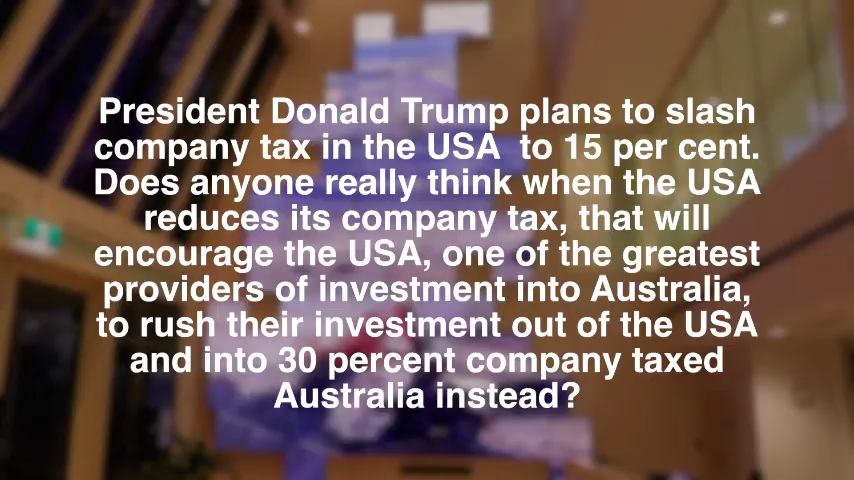 President Donald Trump plans to slash
company tax in the USA  to 15 per cent.
Does anyone really think when the USA
reduces its company tax, that will
encourage the USA, one of the greatest
providers of investment into Australia,
to rush their investment out of the USA
and into 30 percent company taxed
Australia instead?